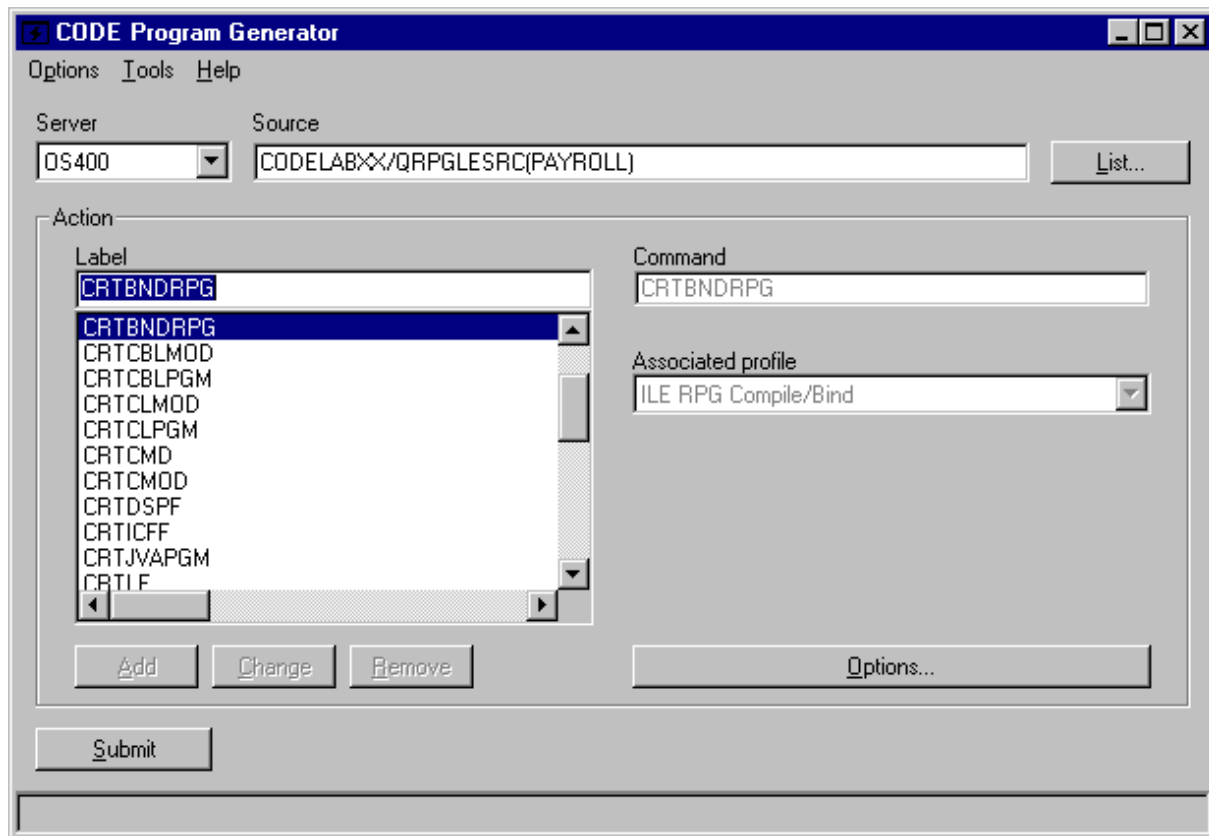 CODE Program Generator
Options Tools Help
Server Source
OS400 CODELABXX/QRPGLESRC(PAYROLL) List...
Action
Label
CRTBNDRPG
CRTBNDRPG
CRTCBLMOD
CRTCBLPGM
CRTCLMOD
CRTCLPGM
CRTCMD
CRTCMOD
CRTDSPF
CRTICFF
CRTJVAPGM
CRTLF
Command
CRTBNDRPG
Associated profile
ILE RPG Compile/Bind
Add Change Remove Options...
Submit